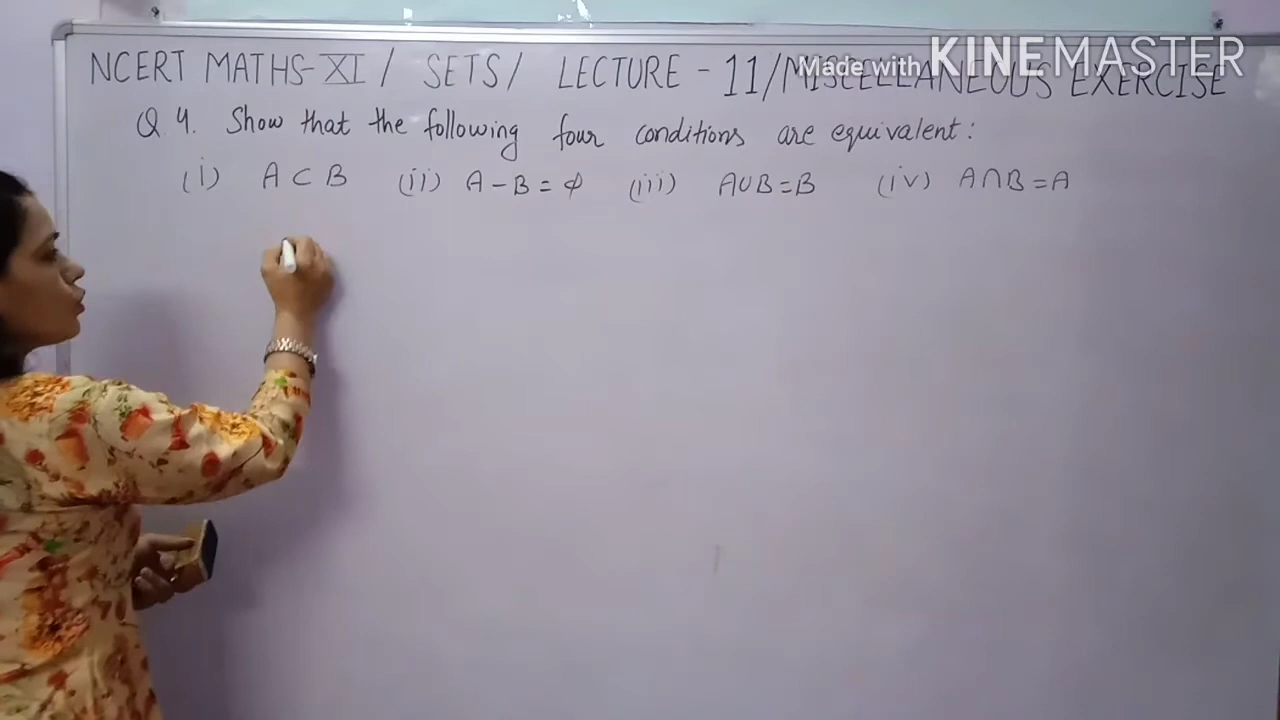 NCERT MATHS-XI / SETS / LECTURE - 11/MISCELLANEOUS EXERCISE
Made with KINEMASTER
Q 4. Show that the following four conditions are equivalent:
(i) A ⊂ B (ii) A - B = ϕ (iii) A∪B = B (iv) A∩B = A